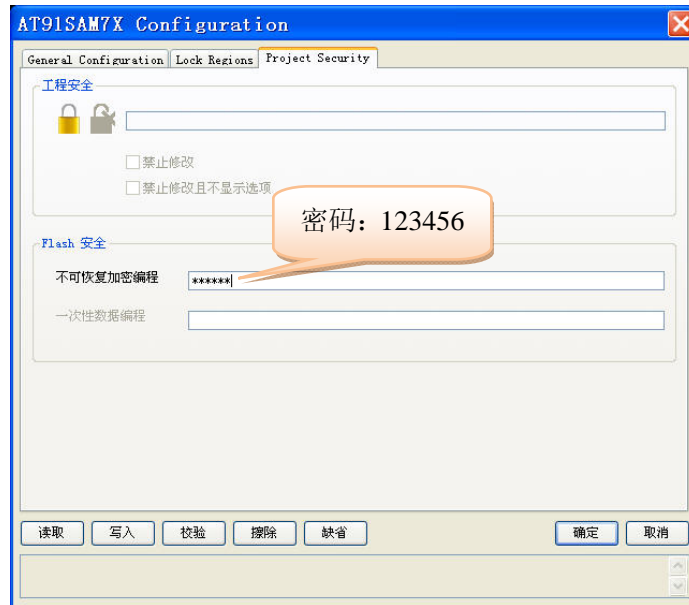 AT91SAM7X Configuration
General Configuration Lock Regions Project Security
工程安全
禁止修改
禁止修改且不显示选项
密码：123456
Flash 安全
不可恢复加密编程 ******
一次性数据编程
读取 写入 校验 擦除 缺省 确定 取消